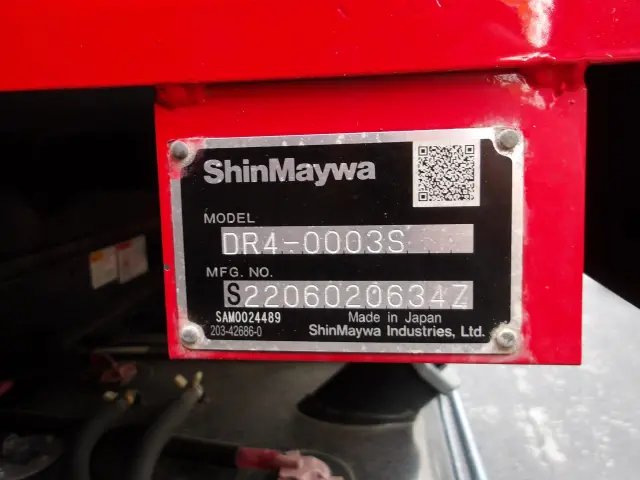 ShinMaywa
MODEL
DR4-0003S
MFG. NO.
S2206020634Z
SAM0024489
Made in Japan
203-42686-0
ShinMaywa Industries, Ltd.